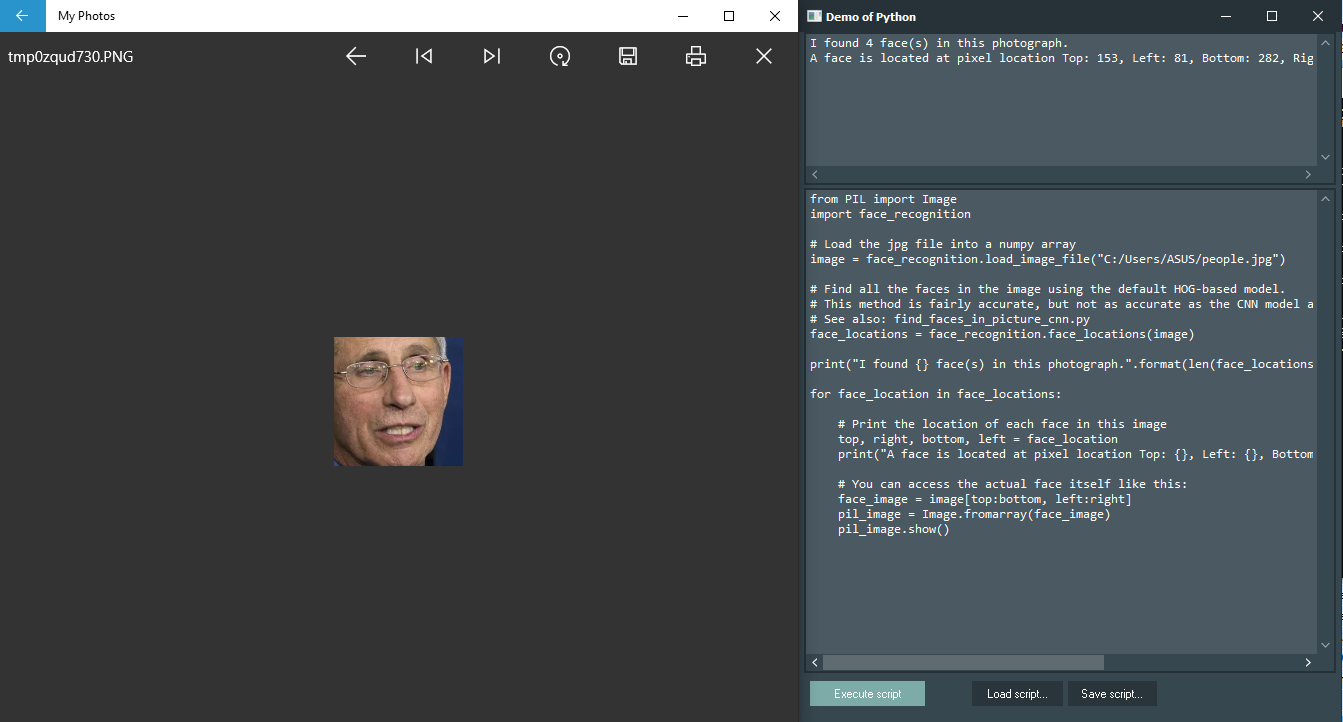 My Photos
tmp0zqud730.PNG
Demo of Python
I found 4 face(s) in this photograph.
A face is located at pixel location Top: 153, Left: 81, Bottom: 282, Rig
from PIL import Image
import face_recognition
# Load the jpg file into a numpy array
image = face_recognition.load_image_file("C:/Users/ASUS/people.jpg")
# Find all the faces in the image using the default HOG-based model.
# This method is fairly accurate, but not as accurate as the CNN model a
# See also: find_faces_in_picture_cnn.py
face_locations = face_recognition.face_locations(image)
print("I found {} face(s) in this photograph.".format(len(face_locations
for face_location in face_locations:
# Print the location of each face in this image
top, right, bottom, left = face_location
print("A face is located at pixel location Top: {}, Left: {}, Bottom
# You can access the actual face itself like this:
face_image = image[top:bottom, left:right]
pil_image = Image.fromarray(face_image)
pil_image.show()
Execute script
Load script...
Save script...